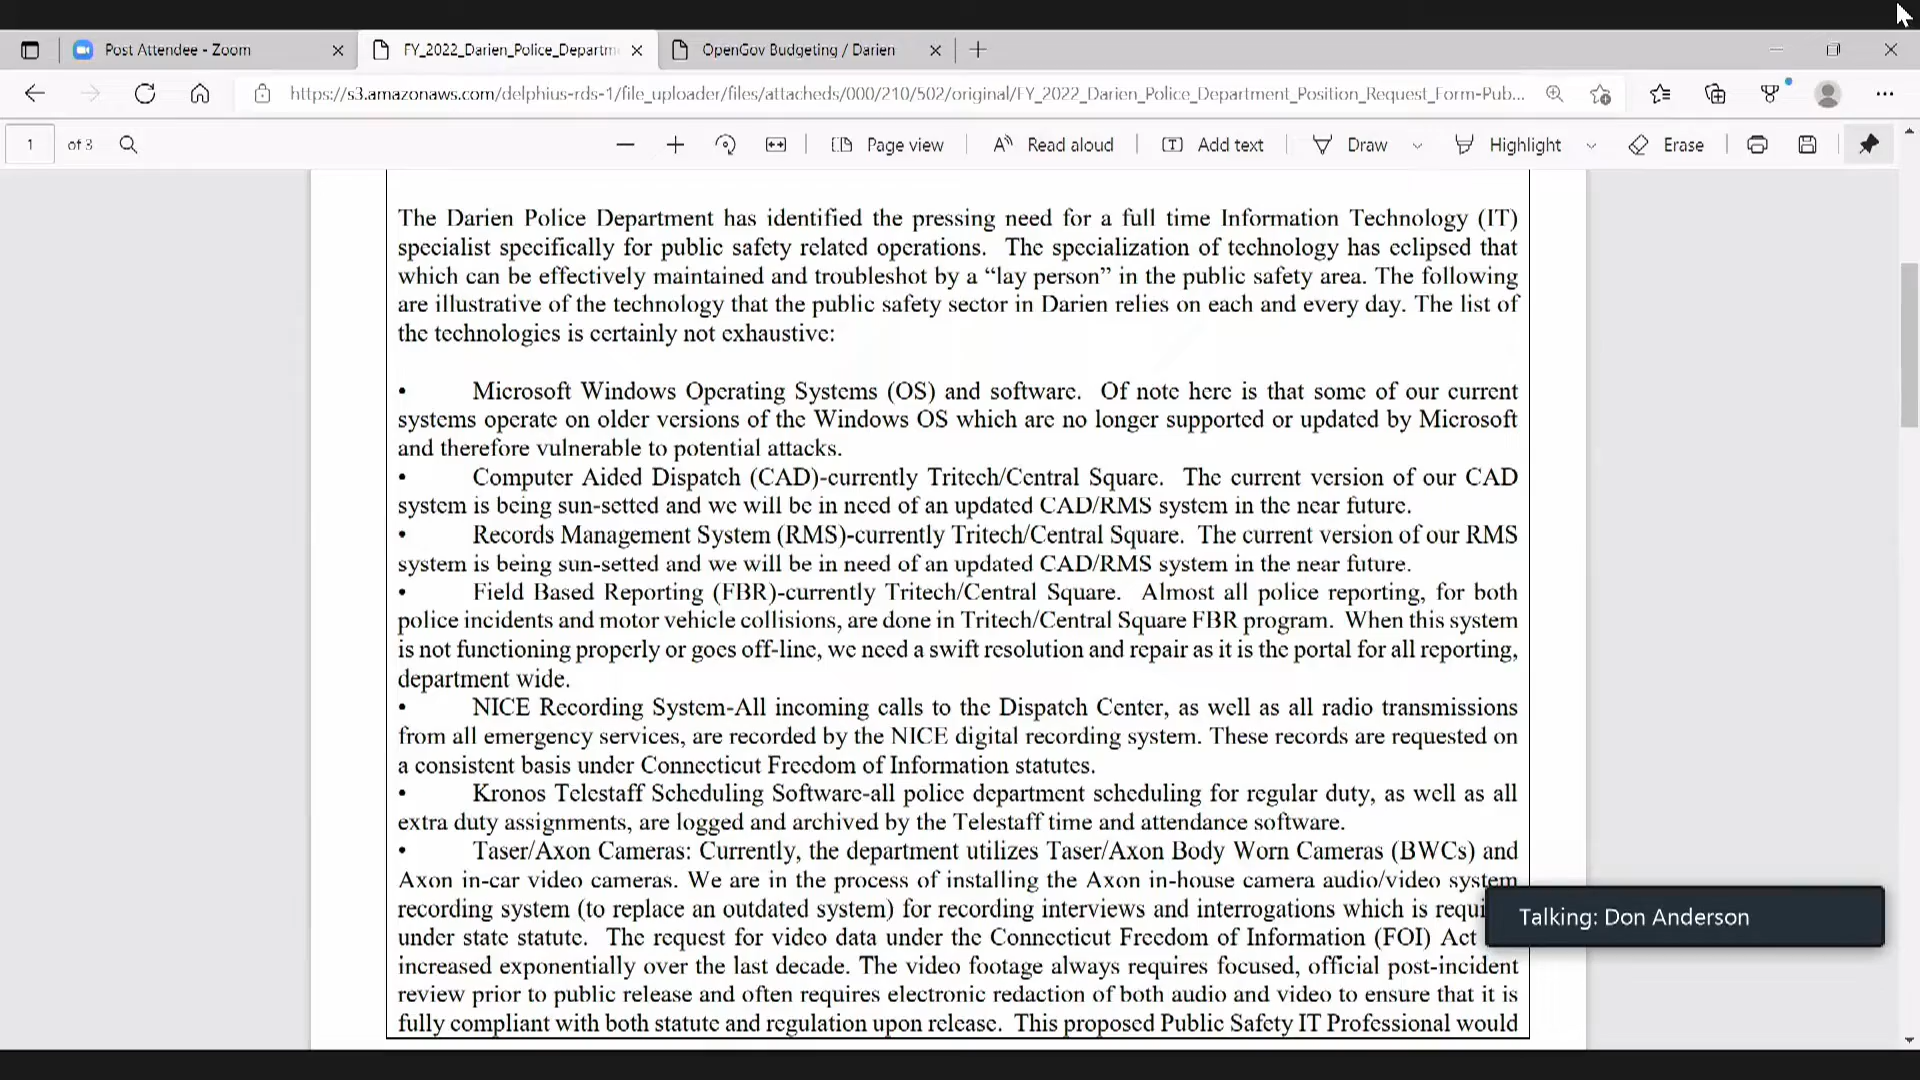 Post Attendee - Zoom
FY_2022_Darien_Police_Departm
OpenGov Budgeting / Darien
https://s3.amazonaws.com/delphius-rds-1/file_uploader/files/attacheds/000/210/502/original/FY_2022_Darien_Police_Department_Position_Request_Form-Pub...
1 of 3
Page view
Read aloud
Add text
Draw
Highlight
Erase
The Darien Police Department has identified the pressing need for a full time Information Technology (IT)
specialist specifically for public safety related operations. The specialization of technology has eclipsed that
which can be effectively maintained and troubleshot by a “lay person” in the public safety area. The following
are illustrative of the technology that the public safety sector in Darien relies on each and every day. The list of
the technologies is certainly not exhaustive:
• Microsoft Windows Operating Systems (OS) and software. Of note here is that some of our current
systems operate on older versions of the Windows OS which are no longer supported or updated by Microsoft
and therefore vulnerable to potential attacks.
• Computer Aided Dispatch (CAD)-currently Tritech/Central Square. The current version of our CAD
system is being sun-setted and we will be in need of an updated CAD/RMS system in the near future.
• Records Management System (RMS)-currently Tritech/Central Square. The current version of our RMS
system is being sun-setted and we will be in need of an updated CAD/RMS system in the near future.
• Field Based Reporting (FBR)-currently Tritech/Central Square. Almost all police reporting, for both
police incidents and motor vehicle collisions, are done in Tritech/Central Square FBR program. When this system
is not functioning properly or goes off-line, we need a swift resolution and repair as it is the portal for all reporting,
department wide.
• NICE Recording System-All incoming calls to the Dispatch Center, as well as all radio transmissions
from all emergency services, are recorded by the NICE digital recording system. These records are requested on
a consistent basis under Connecticut Freedom of Information statutes.
• Kronos Telestaff Scheduling Software-all police department scheduling for regular duty, as well as all
extra duty assignments, are logged and archived by the Telestaff time and attendance software.
• Taser/Axon Cameras: Currently, the department utilizes Taser/Axon Body Worn Cameras (BWCs) and
Axon in-car video cameras. We are in the process of installing the Axon in-house camera audio/video system
recording system (to replace an outdated system) for recording interviews and interrogations which is requi
under state statute. The request for video data under the Connecticut Freedom of Information (FOI) Act
increased exponentially over the last decade. The video footage always requires focused, official post-incident
review prior to public release and often requires electronic redaction of both audio and video to ensure that it is
fully compliant with both statute and regulation upon release. This proposed Public Safety IT Professional would
Talking: Don Anderson